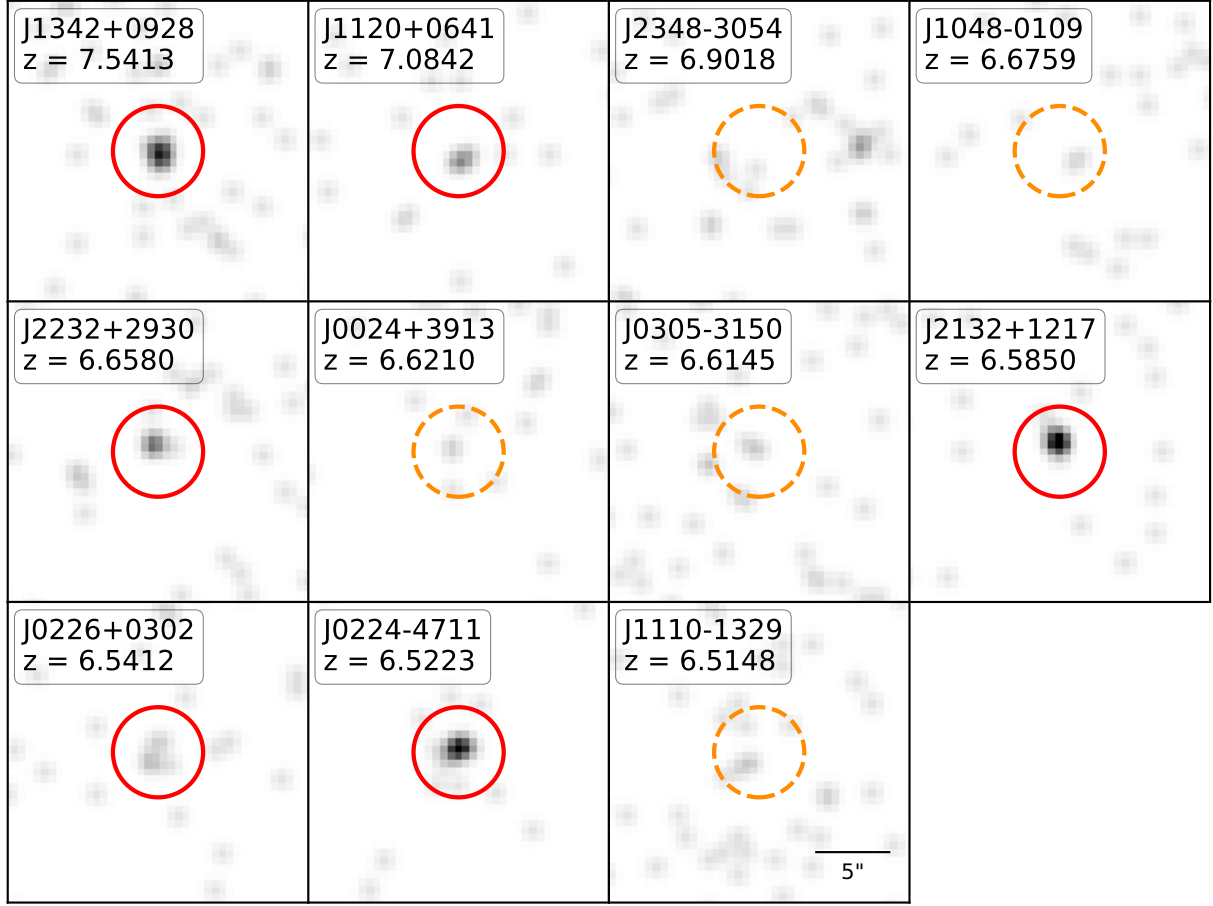 J1342+0928
z = 7.5413
J1120+0641
z = 7.0842
J2348-3054
z = 6.9018
J1048-0109
z = 6.6759
J2232+2930
z = 6.6580
J0024+3913
z = 6.6210
J0305-3150
z = 6.6145
J2132+1217
z = 6.5850
J0226+0302
z = 6.5412
J0224-4711
z = 6.5223
J1110-1329
z = 6.5148
5"